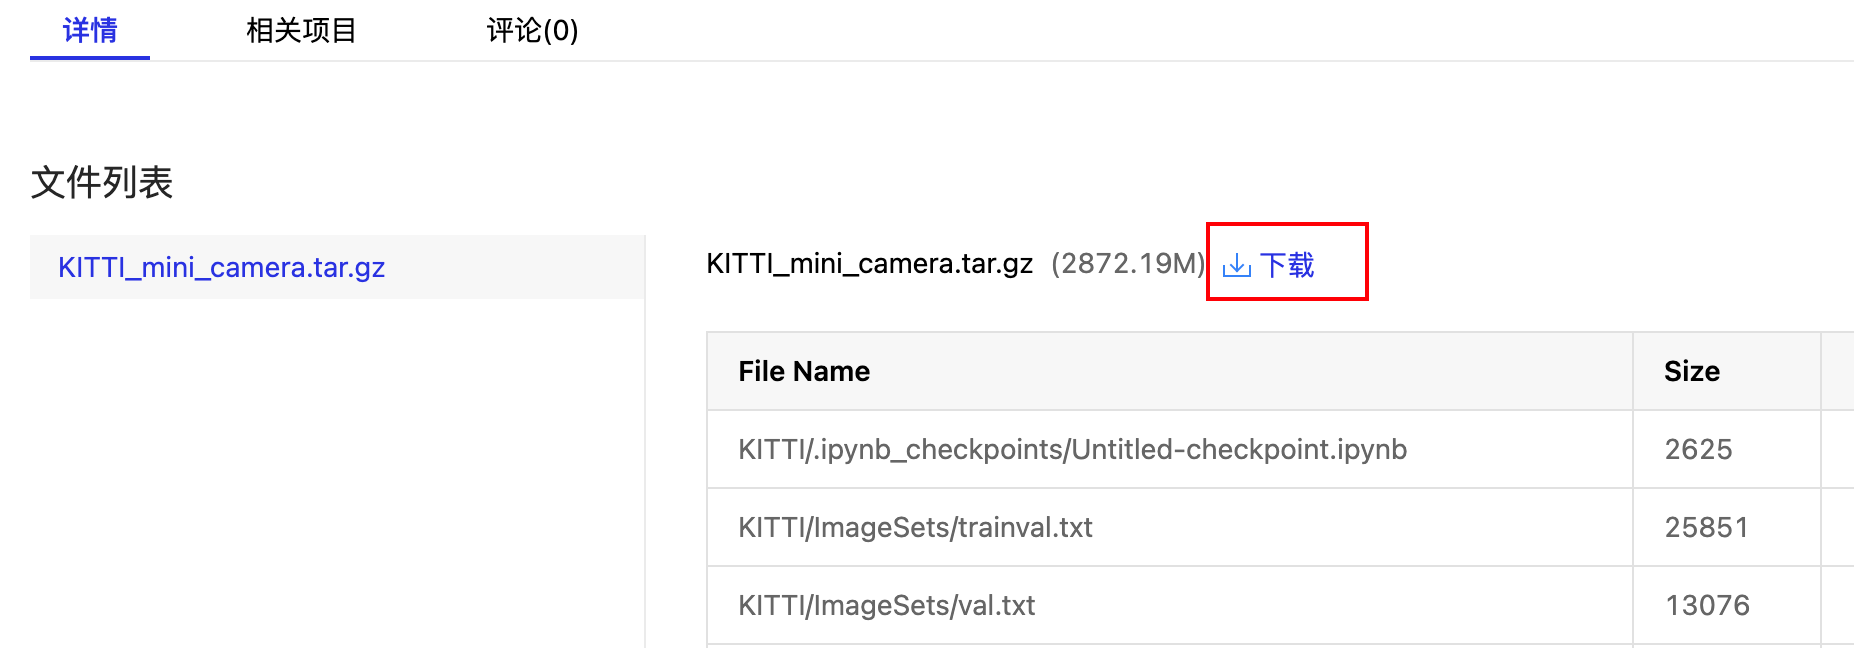 详情 相关项目 评论(0)
文件列表
KITTI_mini_camera.tar.gz
KITTI_mini_camera.tar.gz (2872.19M) 下载
File Name Size
KITTI/.ipynb_checkpoints/Untitled-checkpoint.ipynb 2625
KITTI/ImageSets/trainval.txt 25851
KITTI/ImageSets/val.txt 13076